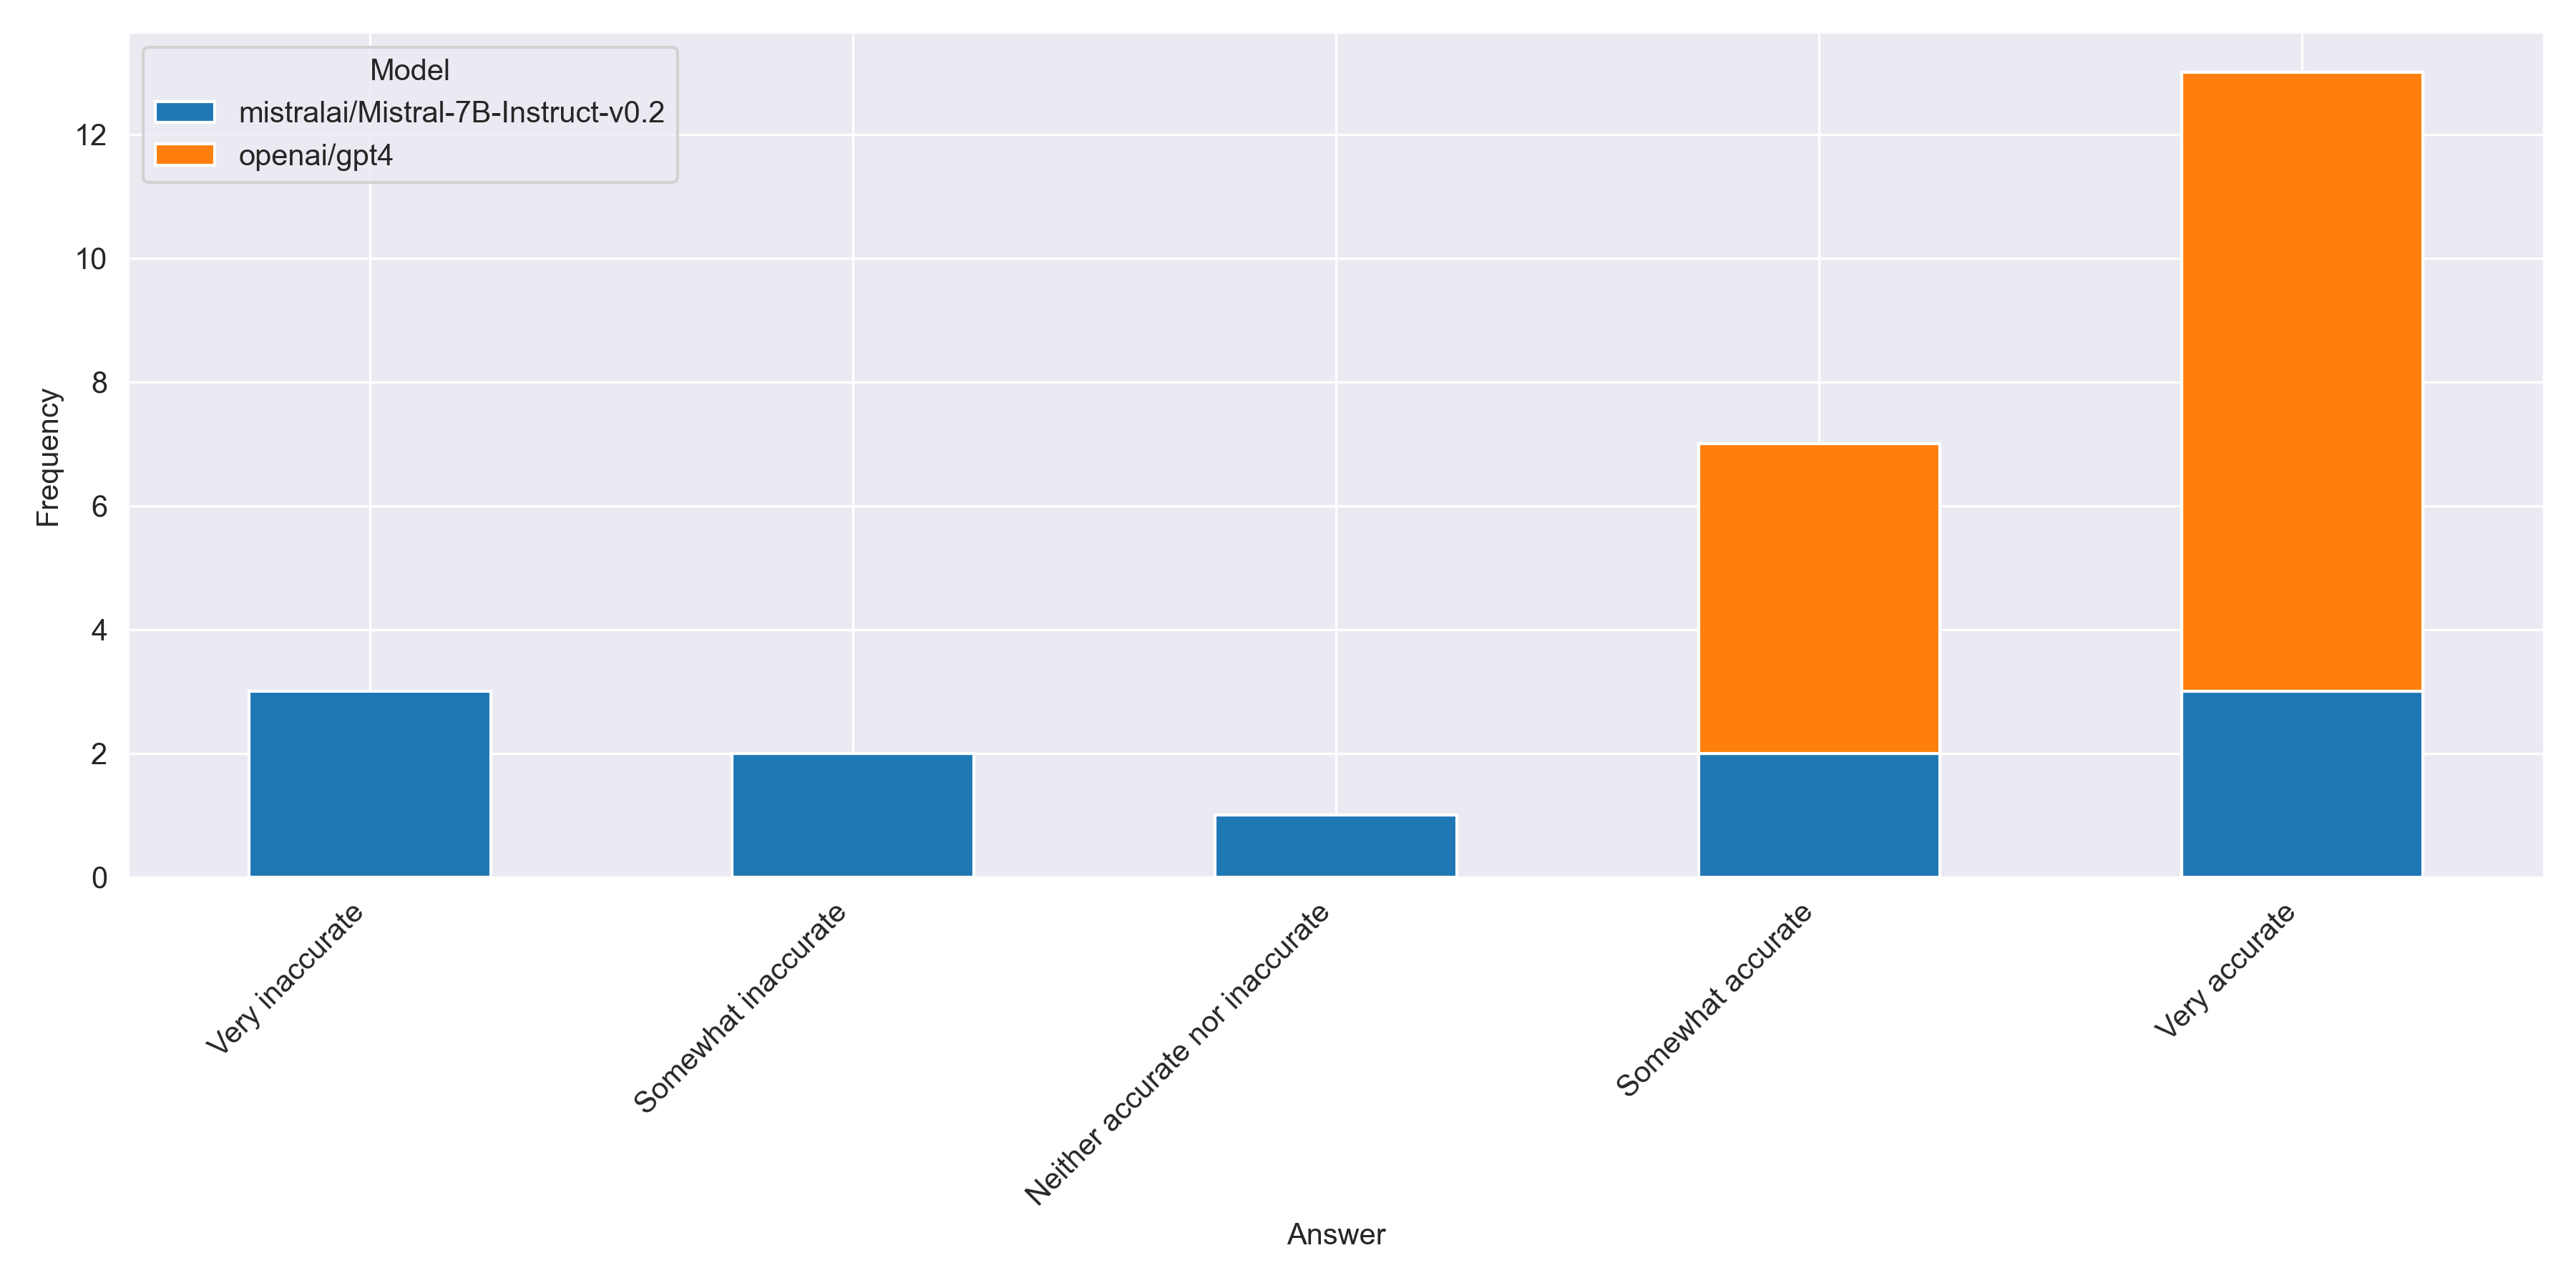 Model
mistralai/Mistral-7B-Instruct-v0.2
openai/gpt4
Frequency
12
10
8
6
4
2
0
Very inaccurate
Somewhat inaccurate
Neither accurate nor inaccurate
Somewhat accurate
Very accurate
Answer